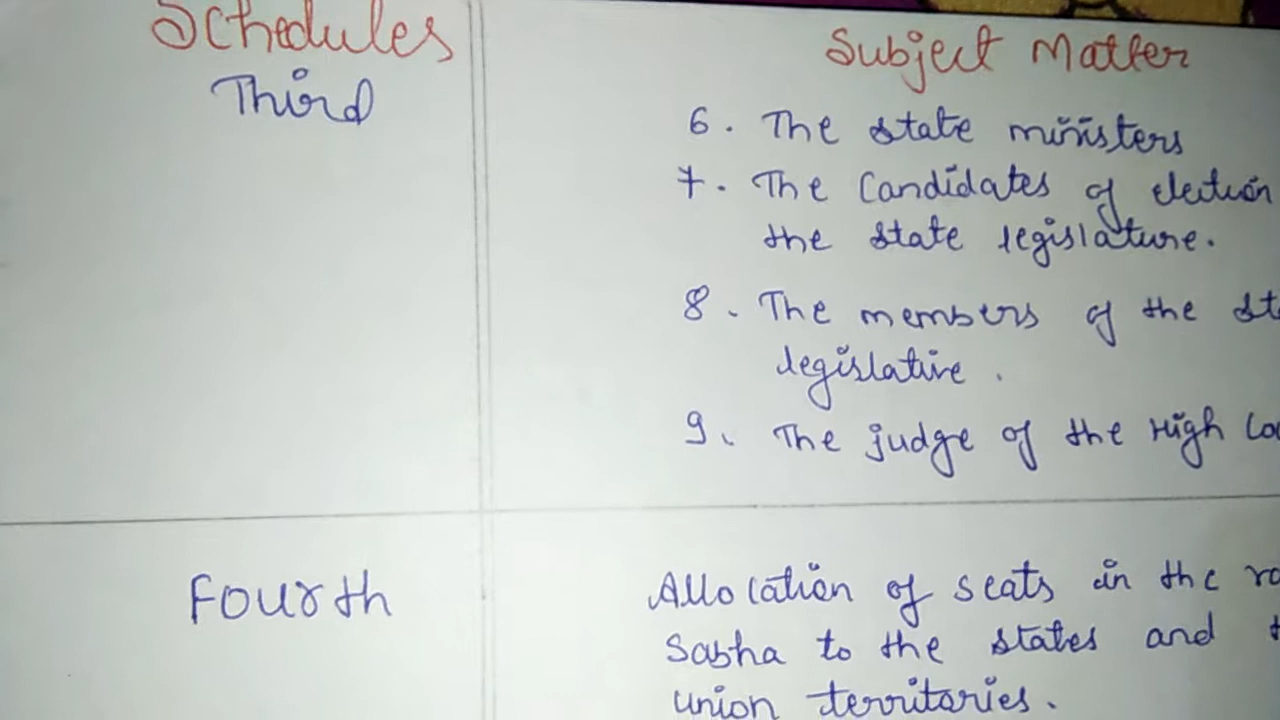 Schedules Subject Matter
Third
6. The state ministers
7. The Candidates of election
the state legislature.
8. The members of the
legislative.
9. The judge of the High
Fourth
Allocation of seats in the
Sabha to the states and
union territories.